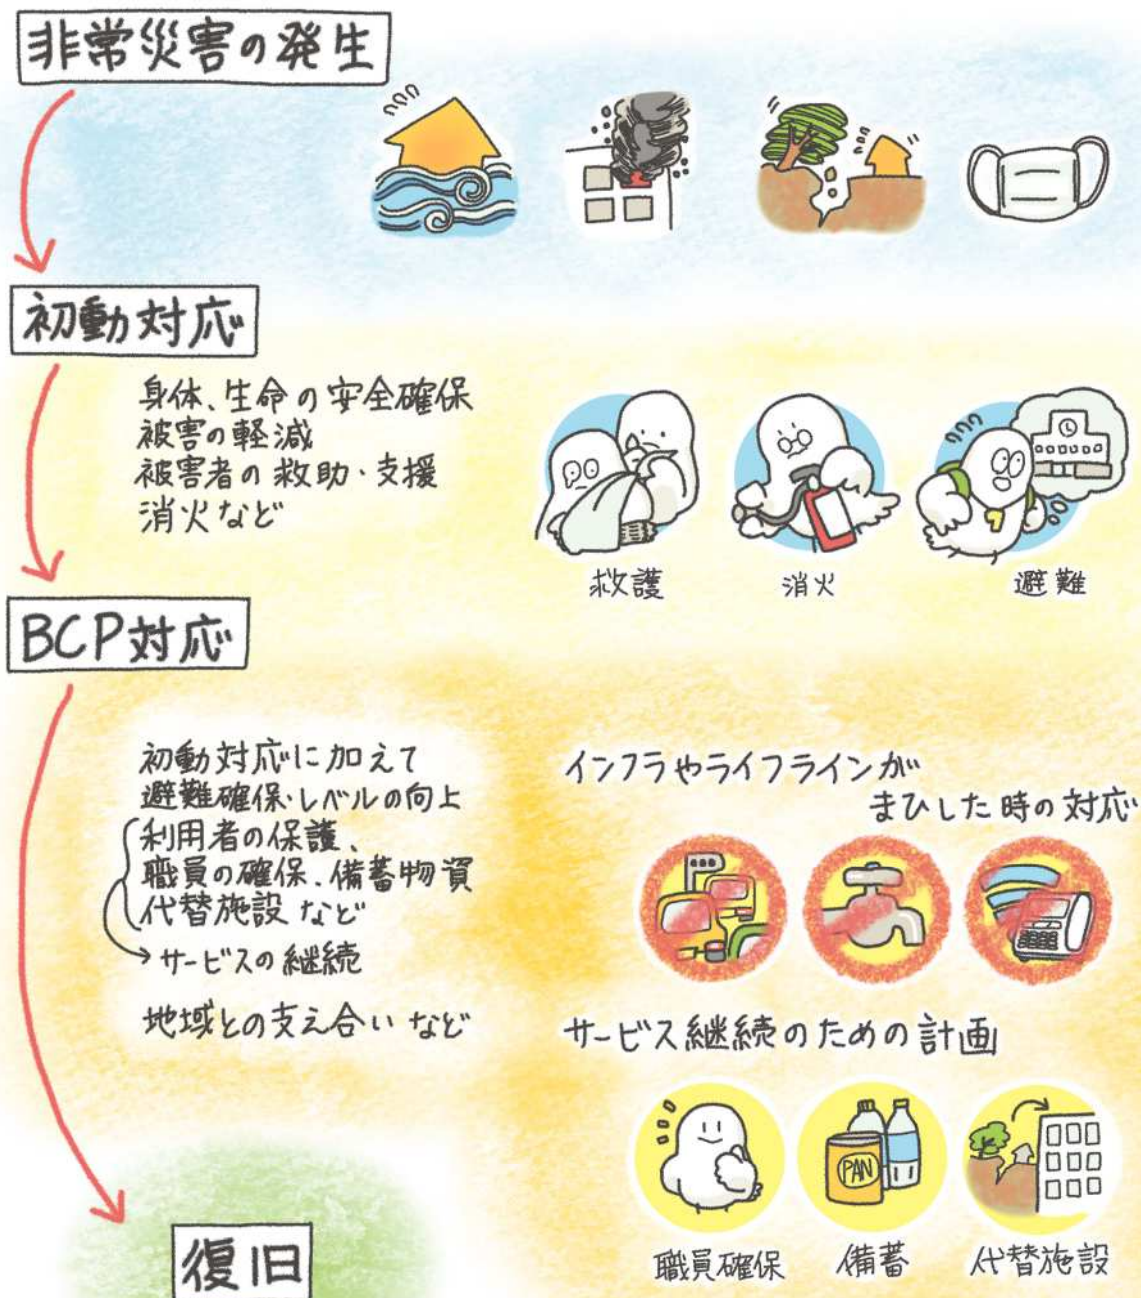 非常災害の発生
初動対応
身体、生命の安全確保
被害の軽減
被害者の救助・支援
消火など
救護
消火
避難
BCP対応
初動対応に加えて
避難確保・レベルの向上
利用者の保護、
職員の確保、備蓄物資
代替施設など
→サービスの継続
地域との支え合いなど
インフラやライフラインが
まひした時の対応
サービス継続のための計画
PAN
職員確保
備蓄
代替施設
復旧